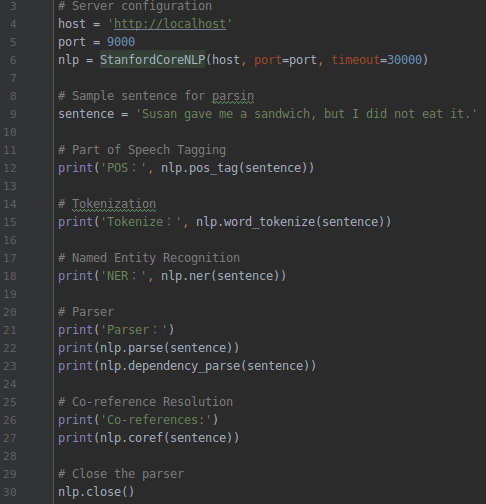 3 # Server configuration
4 host = 'http://localhost'
5 port = 9000
6 nlp = StanfordCoreNLP(host, port=port, timeout=30000)
7
8 # Sample sentence for parsin
9 sentence = 'Susan gave me a sandwich, but I did not eat it.'
10
11 # Part of Speech Tagging
12 print('POS：', nlp.pos_tag(sentence))
13
14 # Tokenization
15 print('Tokenize：', nlp.word_tokenize(sentence))
16
17 # Named Entity Recognition
18 print('NER：', nlp.ner(sentence))
19
20 # Parser
21 print('Parser：')
22 print(nlp.parse(sentence))
23 print(nlp.dependency_parse(sentence))
24
25 # Co-reference Resolution
26 print('Co-references:')
27 print(nlp.coref(sentence))
28
29 # Close the parser
30 nlp.close()